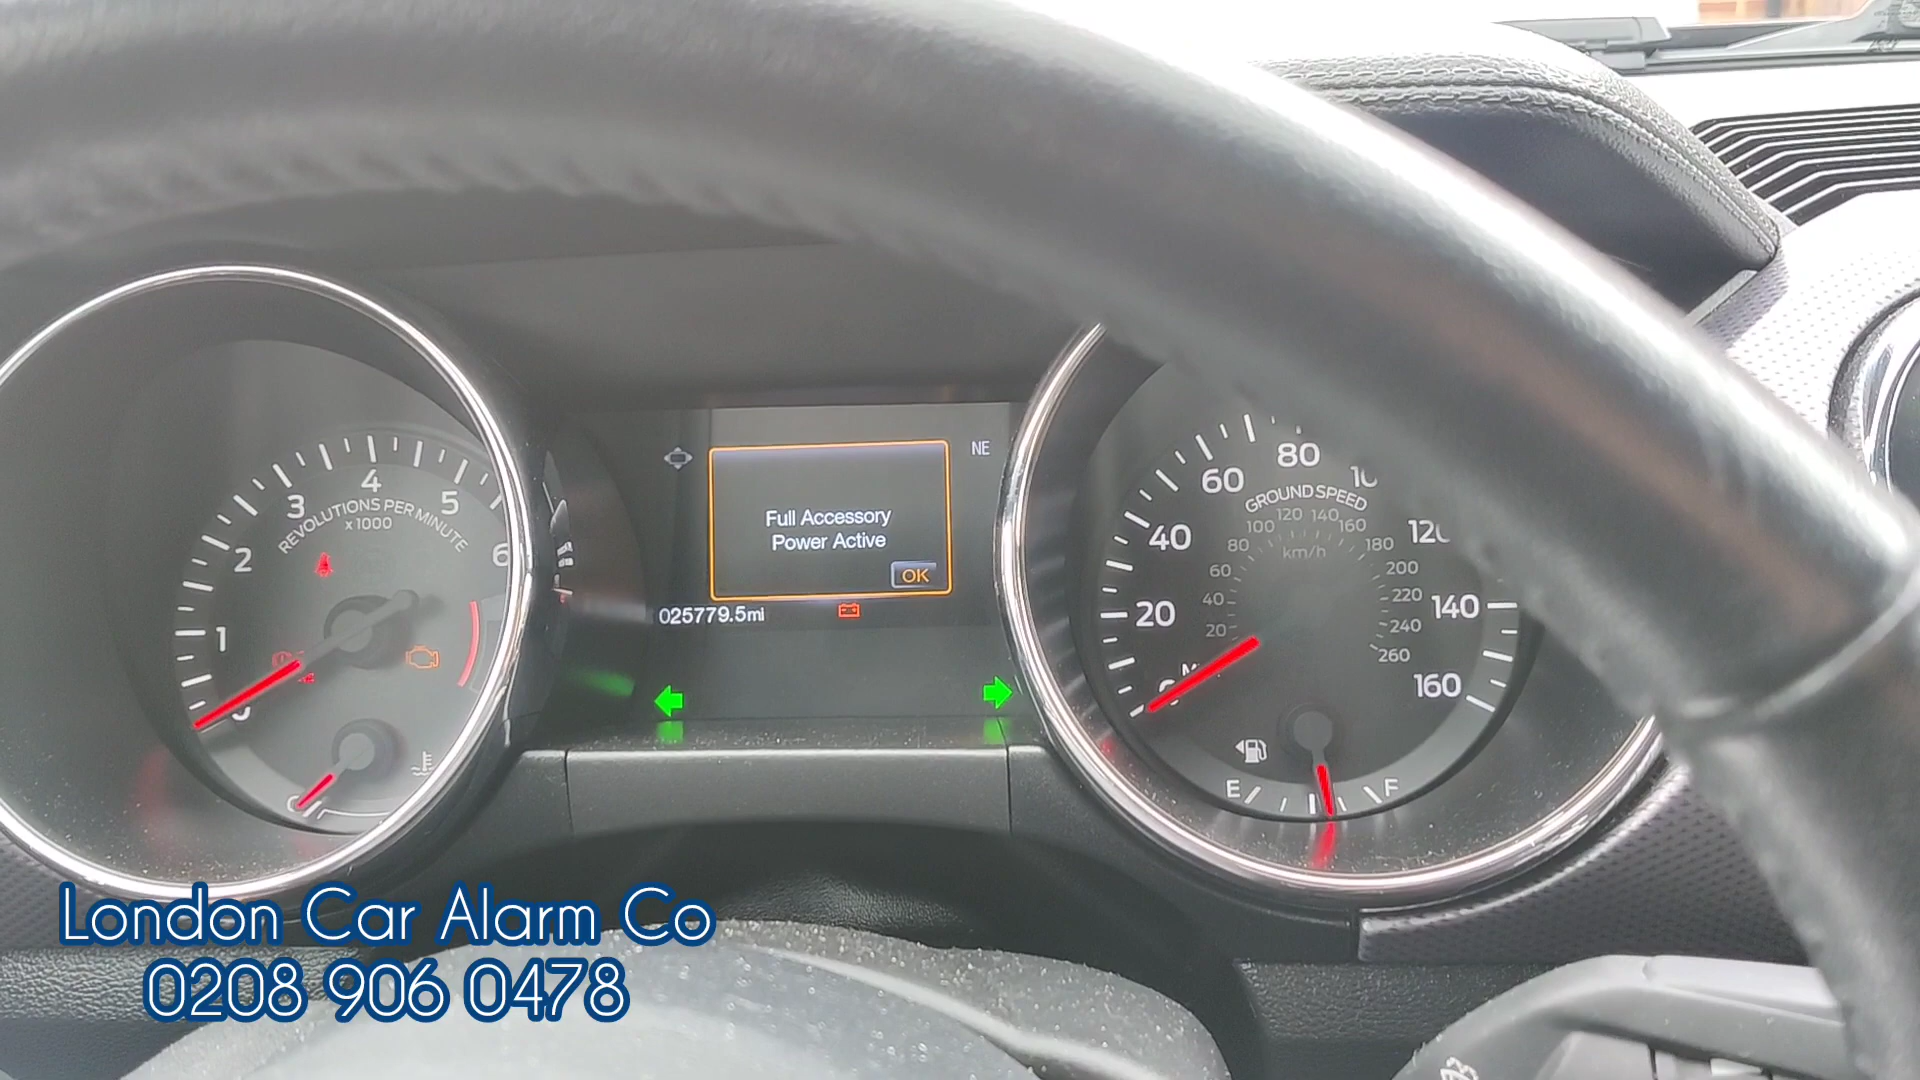 4
3
5
REVOLUTIONS PER MINUTE
x 1000
2
6
1
NE
Full Accessory
Power Active
OK
025779.5mi
80
60
GROUND SPEED
120 140
100 160
40
80 180
km/h
60 200
20
40 220
140
20 240
260
160
E F
London Car Alarm Co
0208 906 0478